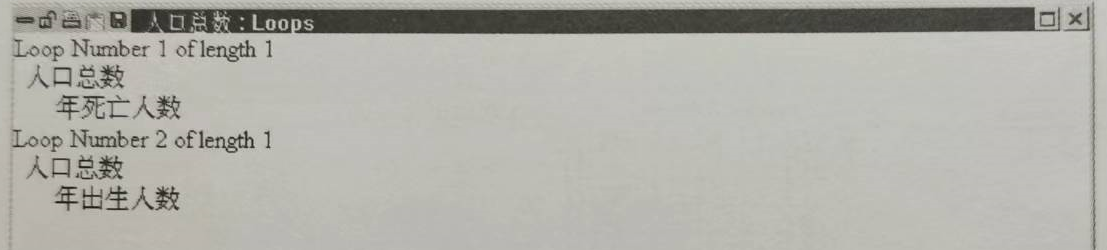 人口总数:Loops
Loop Number 1 of length 1
人口总数
年死亡人数
Loop Number 2 of length 1
人口总数
年出生人数